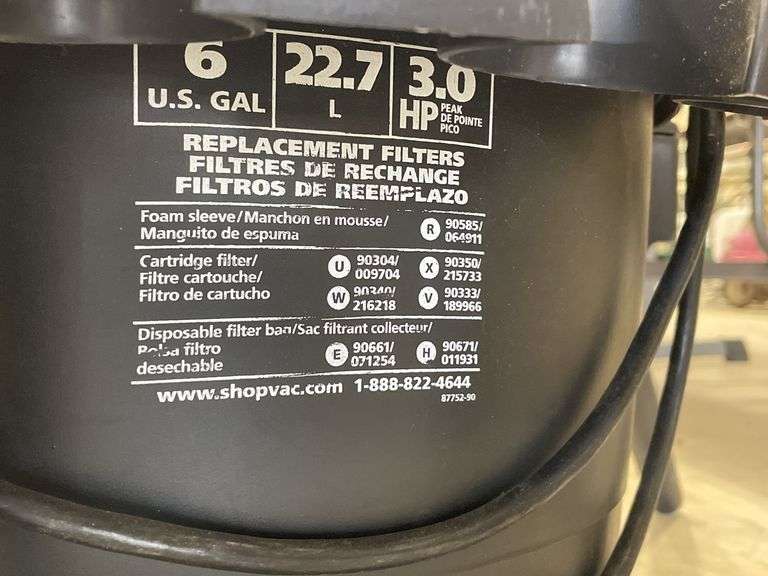 6
U.S. GAL
22.7
L
3.0
HP PEAK
DE POINTE
PICO
REPLACEMENT FILTERS
FILTRES DE RECHANGE
FILTROS DE REEMPLAZO
Foam sleeve/Manchon en mousse/
Manguito de espuma
R 90585/
064911
Cartridge filter/
Filtre cartouche/
Filtro de cartucho
U 90304/
009704
X 90350/
215733
W 90340/
216218
V 90333/
189966
Disposable filter bag/Sac filtrant collecteur/
Bolsa filtro
desechable
E 90661/
071254
H 90671/
011931
www.shopvac.com 1-888-822-4644
87752-90